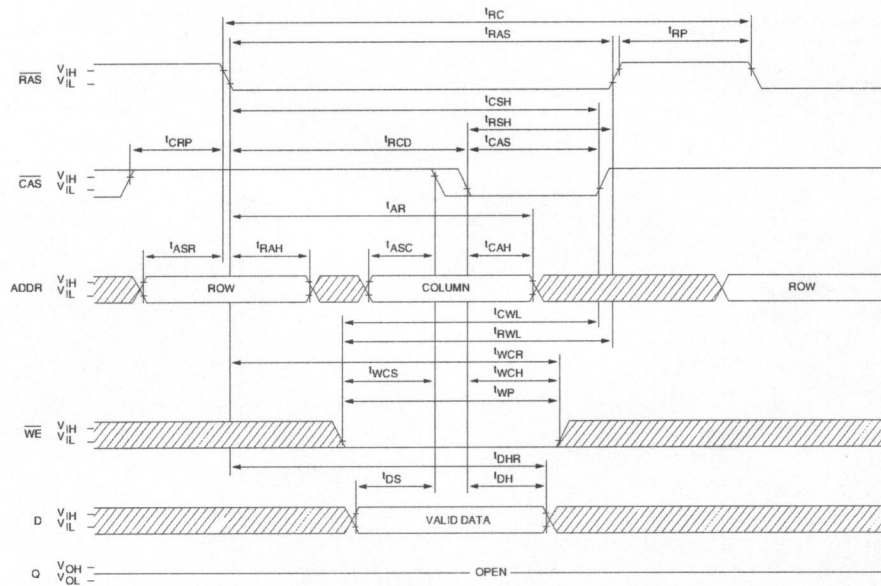 tRC
tRAS
tRP
RAS VIH
VIL
tCSH
tRSH
tCRP tRCD tCAS
CAS VIH
VIL
tAR
tASR tRAH tASC tCAH
ADDR VIH
VIL
ROW COLUMN ROW
tCWL
tRWL
tWCR
tWCS tWCH
tWP
WE VIH
VIL
tDHR
tDS tDH
D VIH
VIL
VALID DATA
Q VOH
VOL
OPEN